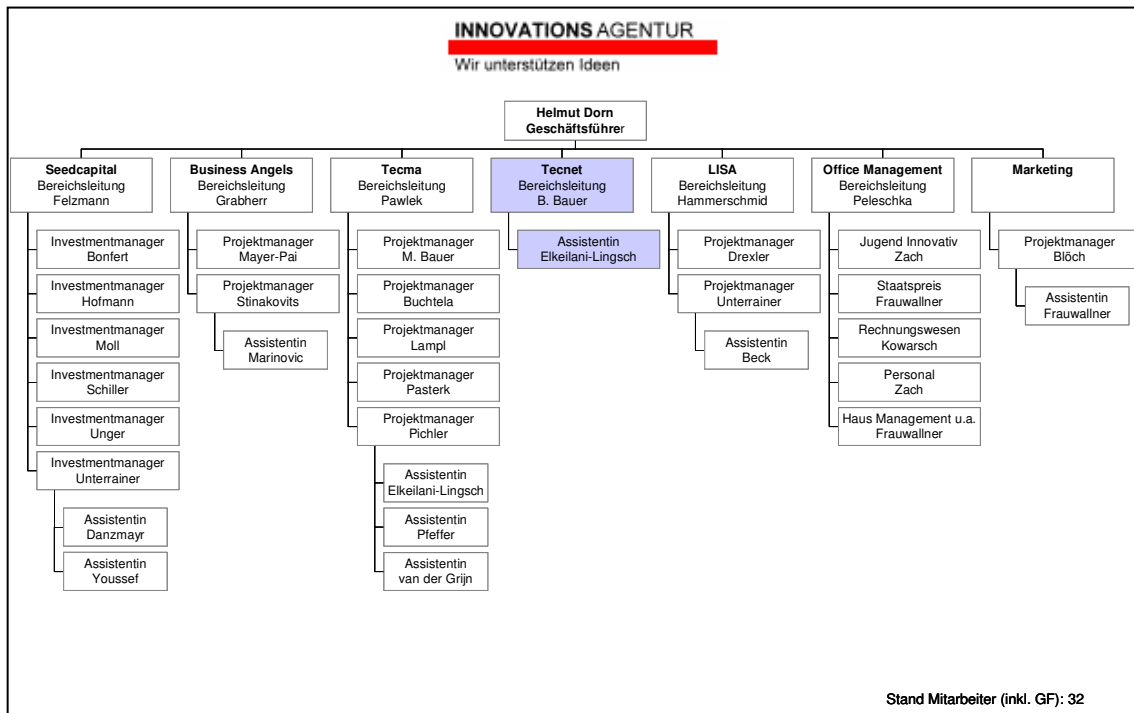 INNOVATIONS AGENTUR
Wir unterstützen Ideen
Helmut Dorn
Geschäftsführer
Seedcapital
Bereichsleitung
Felzmann
Investmentmanager
Bonfert
Investmentmanager
Hofmann
Investmentmanager
Moll
Investmentmanager
Schiller
Investmentmanager
Unger
Investmentmanager
Unterrainer
Assistentin
Danzmayr
Assistentin
Youssef
Business Angels
Bereichsleitung
Grabherr
Projektmanager
Mayer-Pai
Projektmanager
Stinakovits
Assistentin
Marinovic
Tecma
Bereichsleitung
Pawlek
Projektmanager
M. Bauer
Projektmanager
Buchtela
Projektmanager
Lampl
Projektmanager
Pasterk
Projektmanager
Pichler
Assistentin
Elkeilani-Lingsch
Assistentin
Pfeffer
Assistentin
van der Grijn
Tecnet
Bereichsleitung
B. Bauer
Assistentin
Elkeilani-Lingsch
LISA
Bereichsleitung
Hammerschmid
Projektmanager
Drexler
Projektmanager
Unterrainer
Assistentin
Beck
Office Management
Bereichsleitung
Peleschka
Jugend Innovativ
Zach
Staatspreis
Frauwallner
Rechnungswesen
Kowarsch
Personal
Zach
Haus Management u.a.
Frauwallner
Marketing
Projektmanager
Blöch
Assistentin
Frauwallner
Stand Mitarbeiter (inkl. GF): 32